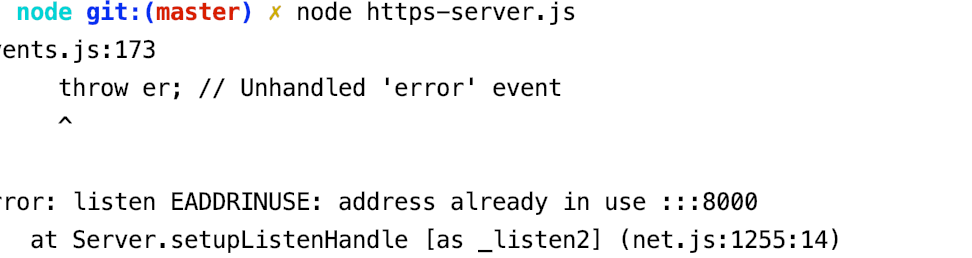 node git:(master) ✗ node https-server.js
vents.js:173
throw er; // Unhandled 'error' event
^
rror: listen EADDRINUSE: address already in use :::8000
at Server.setupListenHandle [as _listen2] (net.js:1255:14)